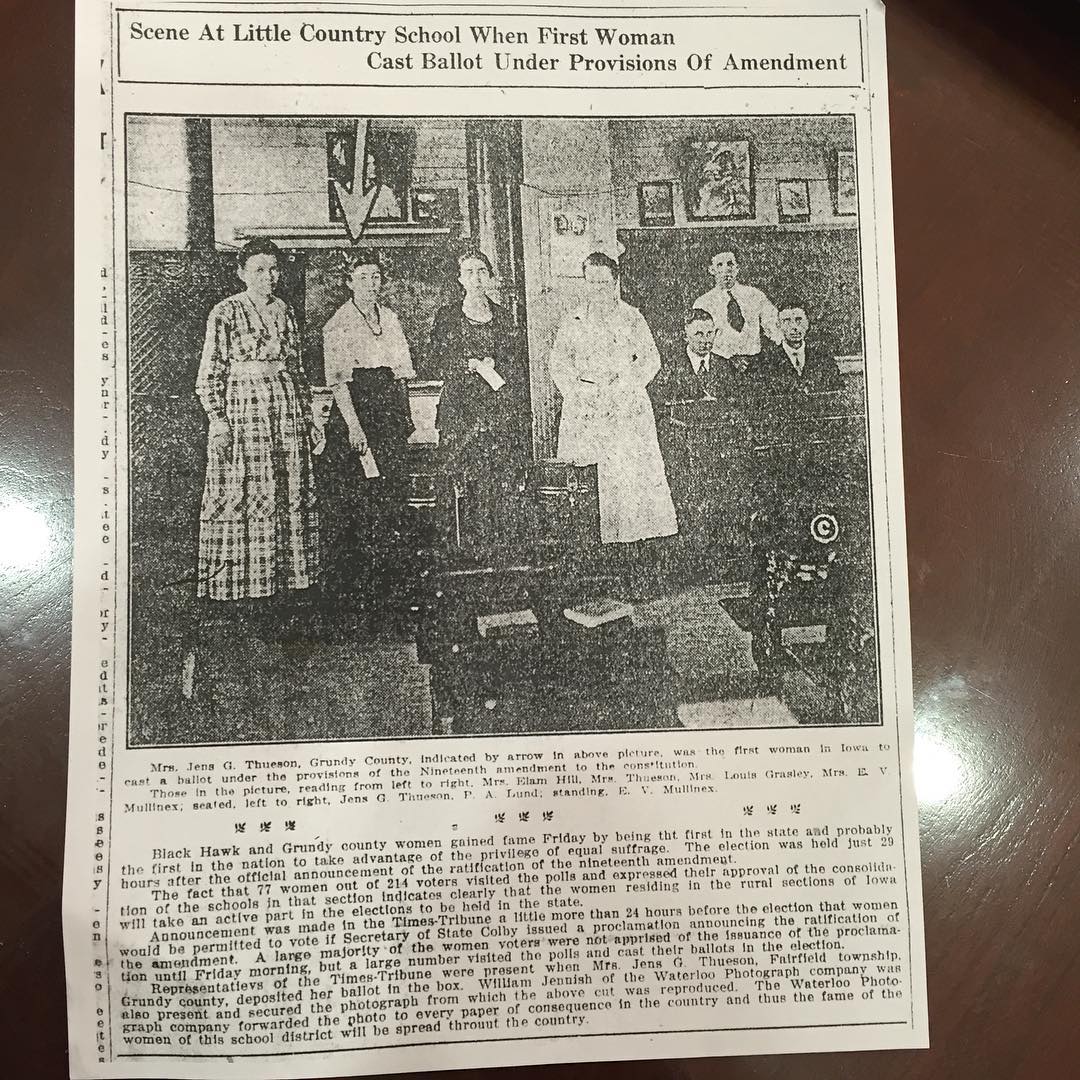 Scene At Little Country School When First Woman
Cast Ballot Under Provisions Of Amendment
©
Mrs. Jens G. Thueson, Grundy County, indicated by arrow in above picture, was the first woman in Iowa to
cast a ballot under the provisions of the Nineteenth amendment to the constitution.
Those in the picture, reading from left to right, Mrs. Elam Hill, Mrs. Thueson, Mrs. Louis Grasley, Mrs. E. V
Mullinex; seated, left to right, Jens G. Thueson, P. A. Lund; standing, E. V. Mullinex.
Black Hawk and Grundy county women gained fame Friday by being tht first in the state and probably
the first in the nation to take advantage of the privilege of equal suffrage. The election was held just 29
hours after the official announcement of the ratification of the nineteenth amendment.
The fact that 77 women out of 214 voters visited the polls and expressed their approval of the consolida-
tion of the schools in that section indicates clearly that the women residing in the rural sections of Iowa
will take an active part in the elections to be held in the state.
Announcement was made in the Times-Tribune a little more than 24 hours before the election that women
would be permitted to vote if Secretary of State Colby issued a proclamation announcing the ratification of
the amendment. A large majority of the women voters were not apprised of the issuance of the proclama-
tion until Friday morning, but a large number visited the polls and cast their ballots in the election.
Representatievs of the Times-Tribune were present when Mrs. Jens G. Thueson, Fairfield township,
Grundy county, deposited her ballot in the box. William Jennish of the Waterloo Photograph company was
also present and secured the photograph from which the above cut was reproduced. The Waterloo Photo-
graph company forwarded the photo to every paper of consequence in the country and thus the fame of the
women of this school district will be spread thrount the country.